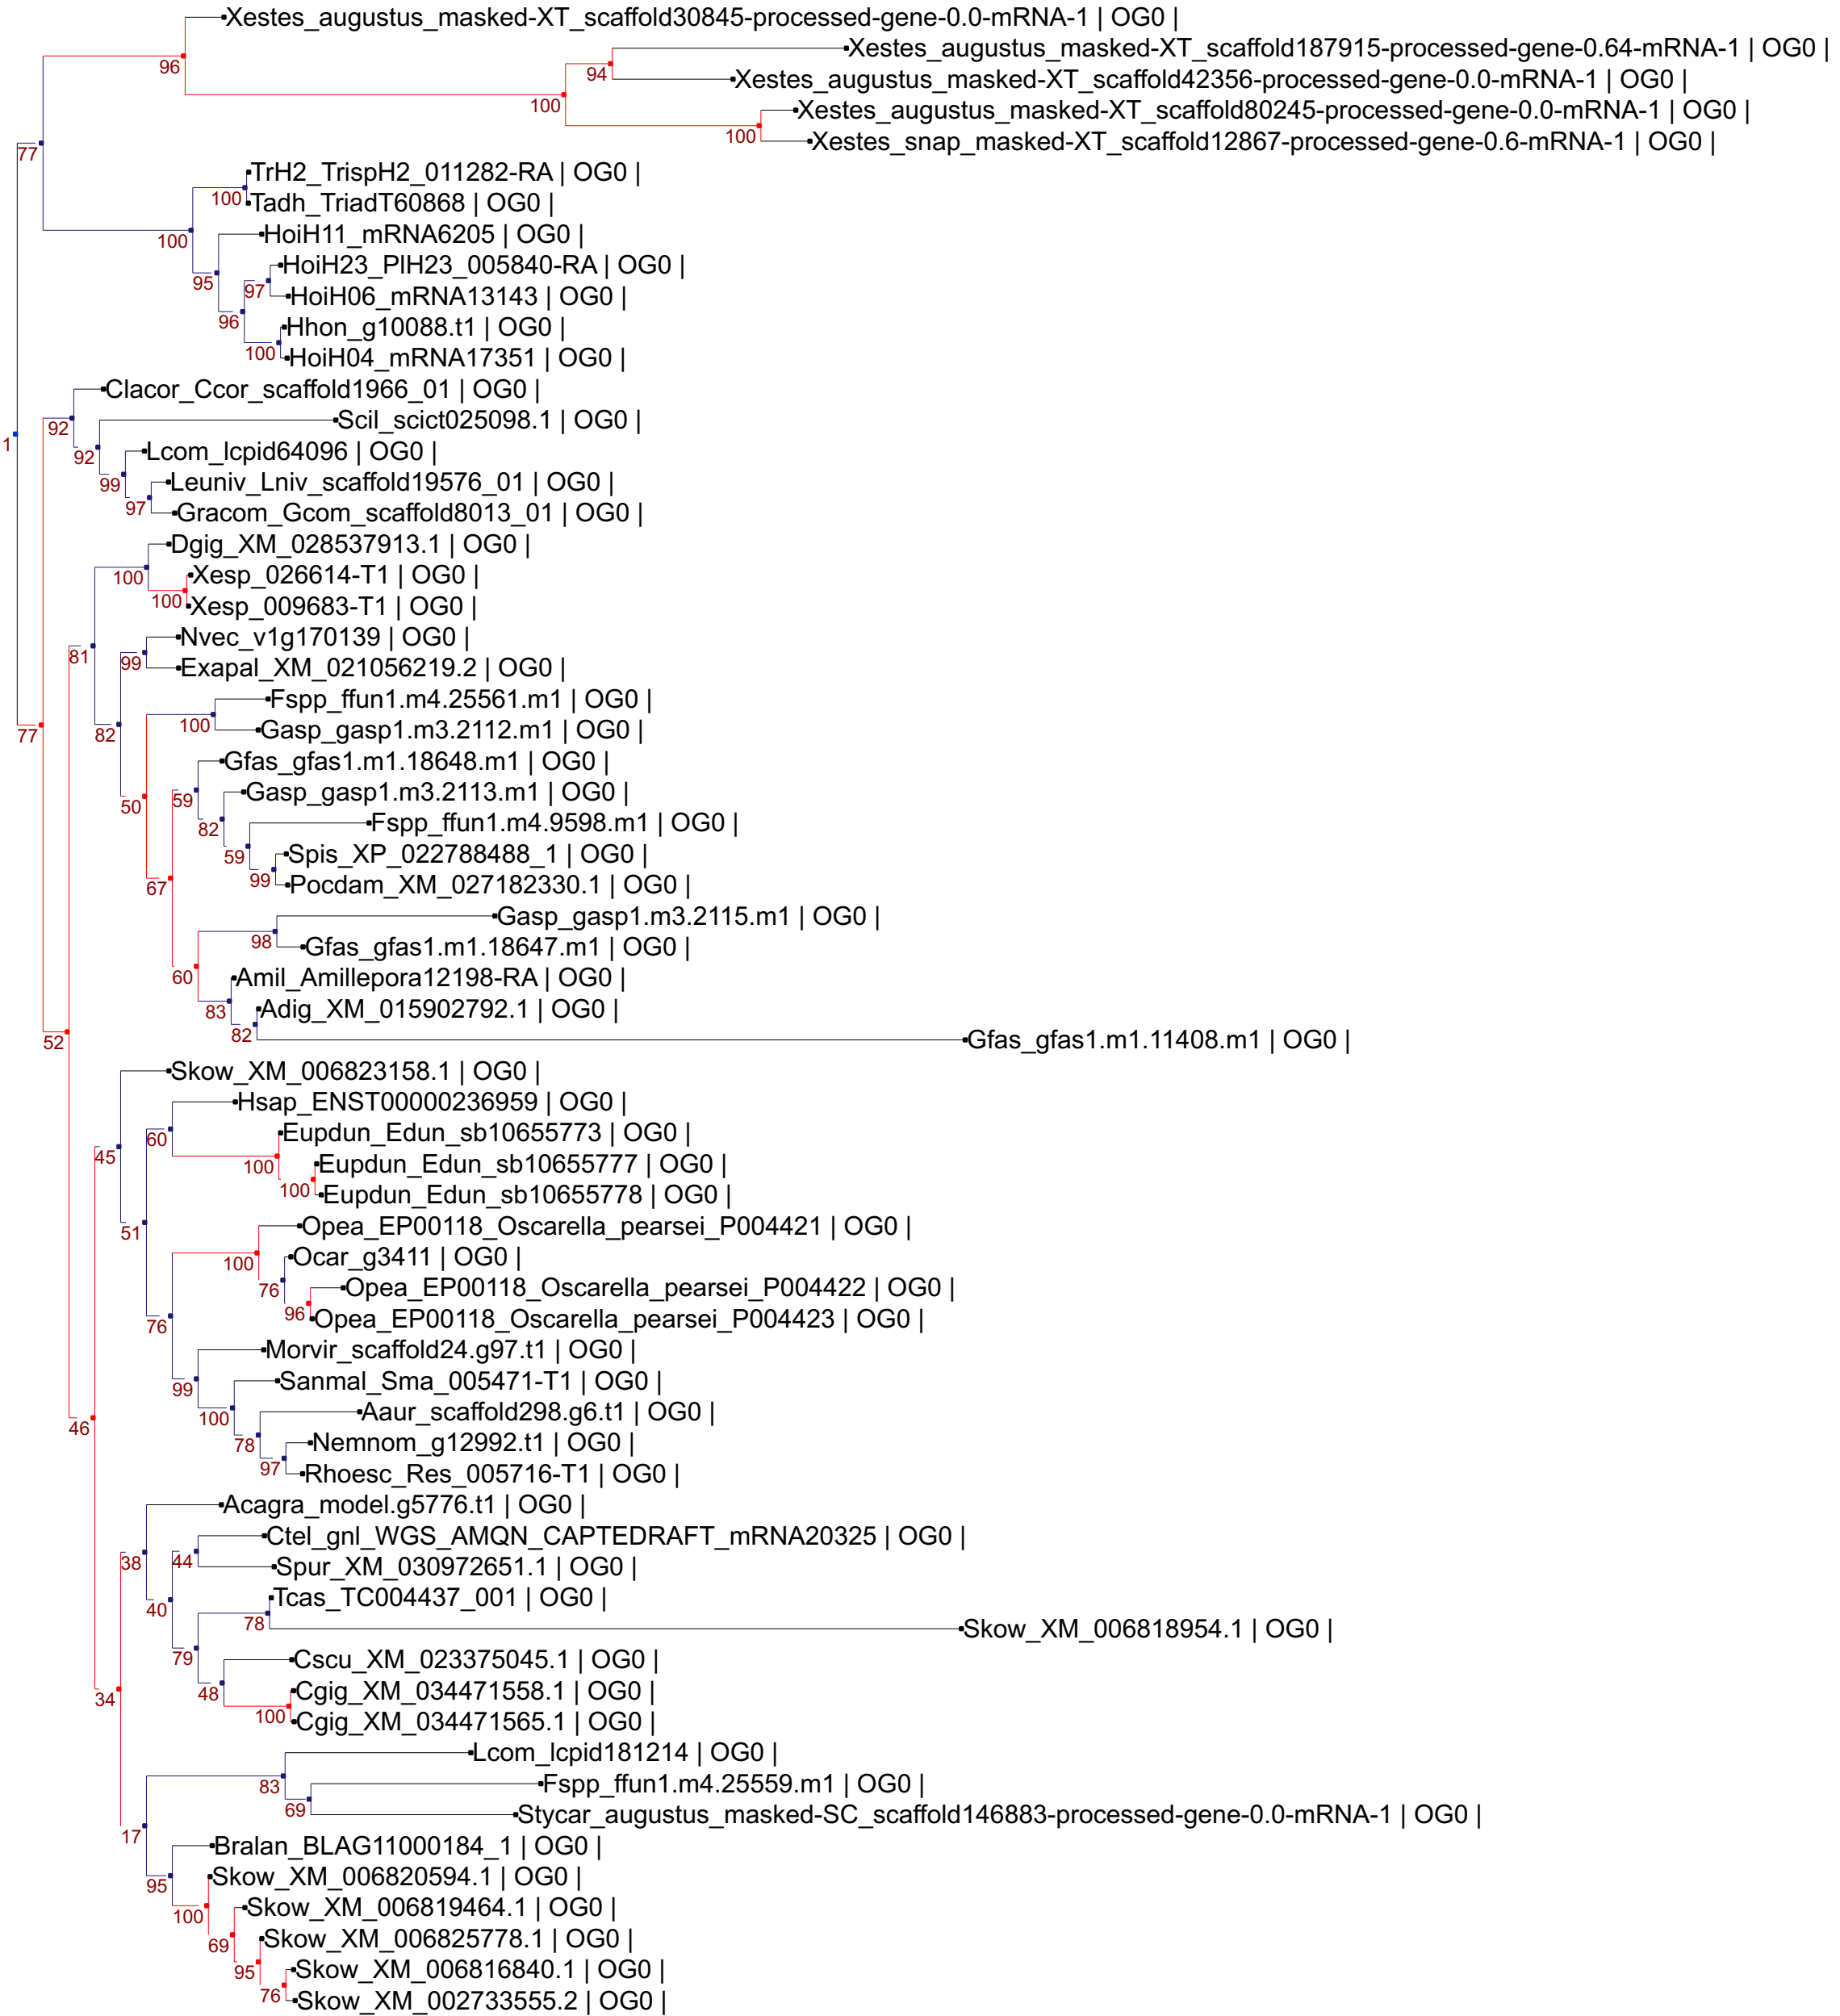 Xestes_augustus_masked-XT_scaffold30845-processed-gene-0.0-mRNA-1 | OG0 |
Xestes_augustus_masked-XT_scaffold187915-processed-gene-0.64-mRNA-1 | OG0 |
96
94
Xestes_augustus_masked-XT_scaffold42356-processed-gene-0.0-mRNA-1 | OG0 |
100
Xestes_augustus_masked-XT_scaffold80245-processed-gene-0.0-mRNA-1 | OG0 |
100
Xestes_snap_masked-XT_scaffold12867-processed-gene-0.6-mRNA-1 | OG0 |
77
TrH2_TrispH2_011282-RA | OG0 |
100
Tadh_TriadT60868 | OG0 |
100
HoiH11_mRNA6205 | OG0 |
HoiH23_PlH23_005840-RA | OG0 |
95
97
HoiH06_mRNA13143 | OG0 |
96
Hhon_g10088.t1 | OG0 |
100
HoiH04_mRNA17351 | OG0 |
Clacor_Ccor_scaffold1966_01 | OG0 |
92
Scil_scict025098.1 | OG0 |
1
92
Lcom_lcpid64096 | OG0 |
99
Leuniv_Lniv_scaffold19576_01 | OG0 |
97
Gracom_Gcom_scaffold8013_01 | OG0 |
Dgig_XM_028537913.1 | OG0 |
100
Xesp_026614-T1 | OG0 |
100
Xesp_009683-T1 | OG0 |
Nvec_v1g170139 | OG0 |
81
99
Exapal_XM_021056219.2 | OG0 |
Fspp_ffun1.m4.25561.m1 | OG0 |
100
77
82
Gasp_gasp1.m3.2112.m1 | OG0 |
Gfas_gfas1.m1.18648.m1 | OG0 |
50
59
Gasp_gasp1.m3.2113.m1 | OG0 |
82
Fspp_ffun1.m4.9598.m1 | OG0 |
59
Spis_XP_022788488_1 | OG0 |
67
99
Pocdam_XM_027182330.1 | OG0 |
Gasp_gasp1.m3.2115.m1 | OG0 |
98
Gfas_gfas1.m1.18647.m1 | OG0 |
60
Amil_Amillepora12198-RA | OG0 |
83
Adig_XM_015902792.1 | OG0 |
52
82
Gfas_gfas1.m1.11408.m1 | OG0 |
Skow_XM_006823158.1 | OG0 |
Hsap_ENST00000236959 | OG0 |
45
60
Eupdun_Edun_sb10655773 | OG0 |
100
Eupdun_Edun_sb10655777 | OG0 |
100
Eupdun_Edun_sb10655778 | OG0 |
51
Opea_EP00118_Oscarella_pearsei_P004421 | OG0 |
100
Ocar_g3411 | OG0 |
76
Opea_EP00118_Oscarella_pearsei_P004422 | OG0 |
96
76
Opea_EP00118_Oscarella_pearsei_P004423 | OG0 |
Morvir_scaffold24.g97.t1 | OG0 |
99
Sanmal_Sma_005471-T1 | OG0 |
46
100
Aaur_scaffold298.g6.t1 | OG0 |
78
Nemnom_g12992.t1 | OG0 |
97
Rhoesc_Res_005716-T1 | OG0 |
Acagra_model.g5776.t1 | OG0 |
38
44
Ctel_gnl_WGS_AMQN_CAPTEDRAFT_mRNA20325 | OG0 |
Spur_XM_030972651.1 | OG0 |
40
Tcas_TC004437_001 | OG0 |
78
Skow_XM_006818954.1 | OG0 |
79
Cscu_XM_023375045.1 | OG0 |
34
48
Cgig_XM_034471558.1 | OG0 |
100
Cgig_XM_034471565.1 | OG0 |
Lcom_lcpid181214 | OG0 |
83
Fspp_ffun1.m4.25559.m1 | OG0 |
69
Stycar_augustus_masked-SC_scaffold146883-processed-gene-0.0-mRNA-1 | OG0 |
17
Bralan_BLAG11000184_1 | OG0 |
95
Skow_XM_006820594.1 | OG0 |
100
Skow_XM_006819464.1 | OG0 |
69
Skow_XM_006825778.1 | OG0 |
95
Skow_XM_006816840.1 | OG0 |
76
Skow_XM_002733555.2 | OG0 |